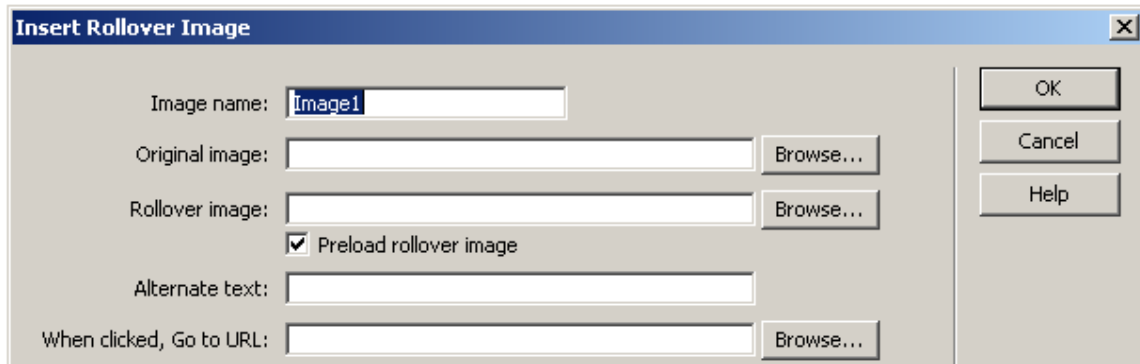 Insert Rollover Image
Image name: Image1
OK
Original image: Browse...
Cancel
Rollover image: Browse...
Help
Preload rollover image
Alternate text:
When clicked, Go to URL: Browse...